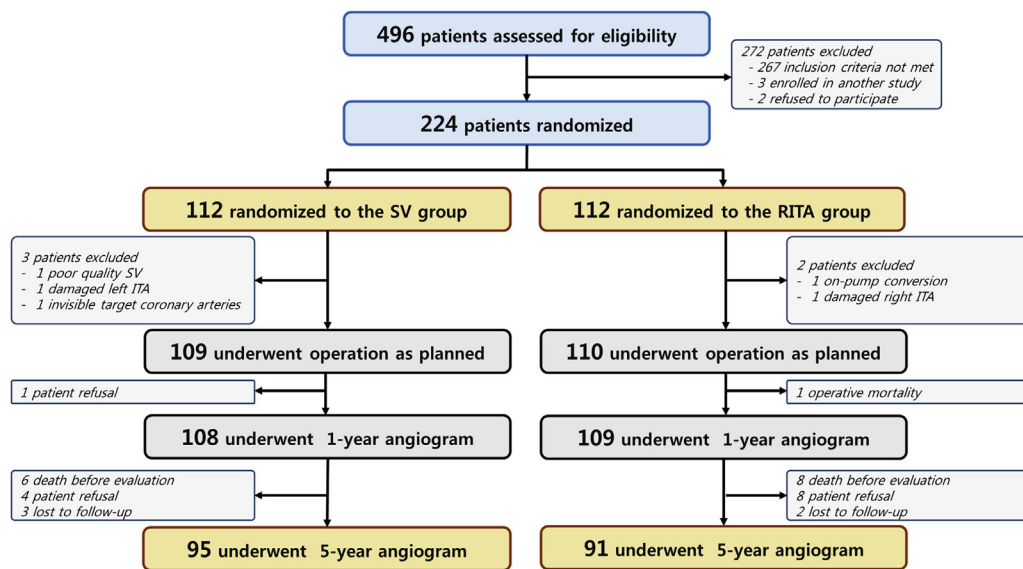 496 patients assessed for eligibility
272 patients excluded
- 267 inclusion criteria not met
- 3 enrolled in another study
- 2 refused to participate
224 patients randomized
112 randomized to the SV group
112 randomized to the RITA group
3 patients excluded
- 1 poor quality SV
- 1 damaged left ITA
- 1 invisible target coronary arteries
2 patients excluded
- 1 on-pump conversion
- 1 damaged right ITA
109 underwent operation as planned
110 underwent operation as planned
1 patient refusal
1 operative mortality
108 underwent 1-year angiogram
109 underwent 1-year angiogram
6 death before evaluation
4 patient refusal
3 lost to follow-up
8 death before evaluation
8 patient refusal
2 lost to follow-up
95 underwent 5-year angiogram
91 underwent 5-year angiogram